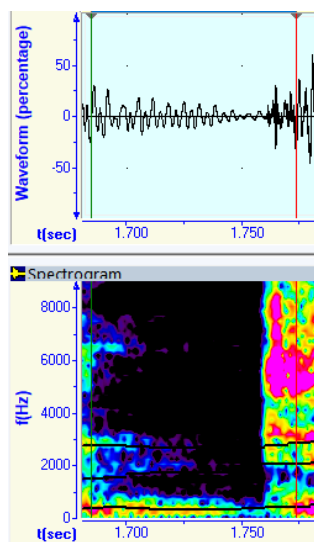 Waveform (percentage)
50
0
-50
t(sec)
1.700
1.750
Spectrogram
f(Hz)
8000
6000
4000
2000
0
t(sec)
1.700
1.750